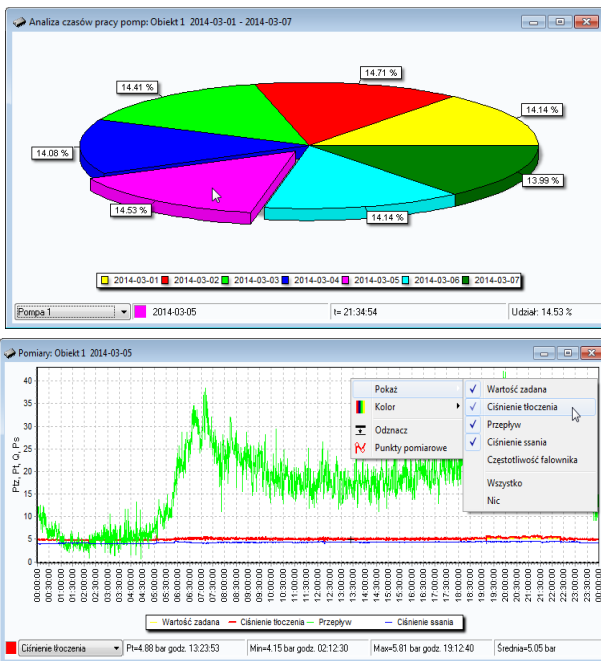 Analiza czasów pracy pomp: Obiekt 1 2014-03-01 - 2014-03-07
14.71 %
14.41 %
14.14 %
14.08 %
13.99 %
14.53 %
14.14 %
2014-03-01 2014-03-02 2014-03-03 2014-03-04 2014-03-05 2014-03-06 2014-03-07
Pompa 1 2014-03-05 t= 21:34:54 Udział: 14.53 %
Pomiary: Obiekt 1 2014-03-05
Ptz, Pt, Q, Ps
40
35
30
25
20
15
10
5
0
Pokaż
Kolor
Odznacz
Punkty pomiarowe
Wartość zadana
Ciśnienie tłoczenia
Przepływ
Ciśnienie ssania
Częstotliwość falownika
Wszystko
Nic
00:00:00 00:30:00 01:00:00 01:30:00 02:00:00 02:30:00 03:00:00 03:30:00 04:00:00 04:30:00 05:00:00 05:30:00 06:00:00 06:30:00 07:00:00 07:30:00 08:00:00 08:30:00 09:00:00 09:30:00 10:00:00 10:30:00 11:00:00 11:30:00 12:00:00 12:30:00 13:00:00 13:30:00 14:00:00 14:30:00 15:00:00 15:30:00 16:00:00 16:30:00 17:00:00 17:30:00 18:00:00 18:30:00 19:00:00 19:30:00 20:00:00 20:30:00 21:00:00 21:30:00 22:00:00 22:30:00 23:00:00 23:30:00 00:00:00
Wartość zadana Ciśnienie tłoczenia Przepływ Ciśnienie ssania
Ciśnienie tłoczenia Pt=4.88 bar godz. 13:23:53 Min=4.15 bar godz. 02:12:30 Max=5.81 bar godz. 19:12:40 Średnia=5.05 bar